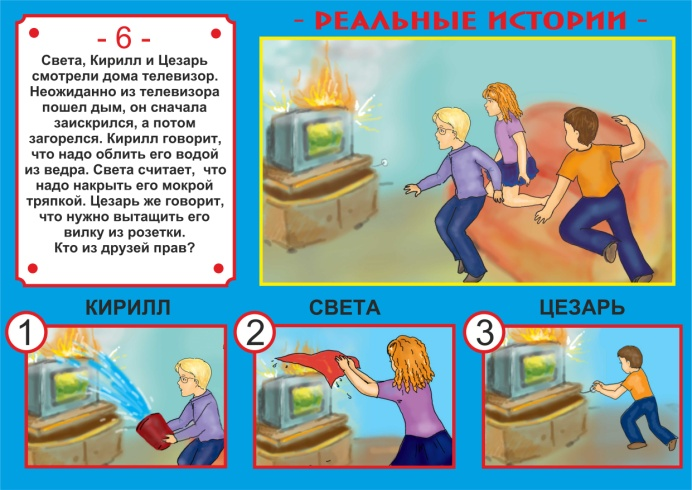 - РЕАЛЬНЫЕ ИСТОРИИ -
- 6 -
Света, Кирилл и Цезарь
смотрели дома телевизор.
Неожиданно из телевизора
пошел дым, он сначала
заискрился, а потом
загорелся. Кирилл говорит,
что надо облить его водой
из ведра. Света считает, что
надо накрыть его мокрой
тряпкой. Цезарь же говорит,
что нужно вытащить его
вилку из розетки.
Кто из друзей прав?
КИРИЛЛ
1
СВЕТА
2
ЦЕЗАРЬ
3